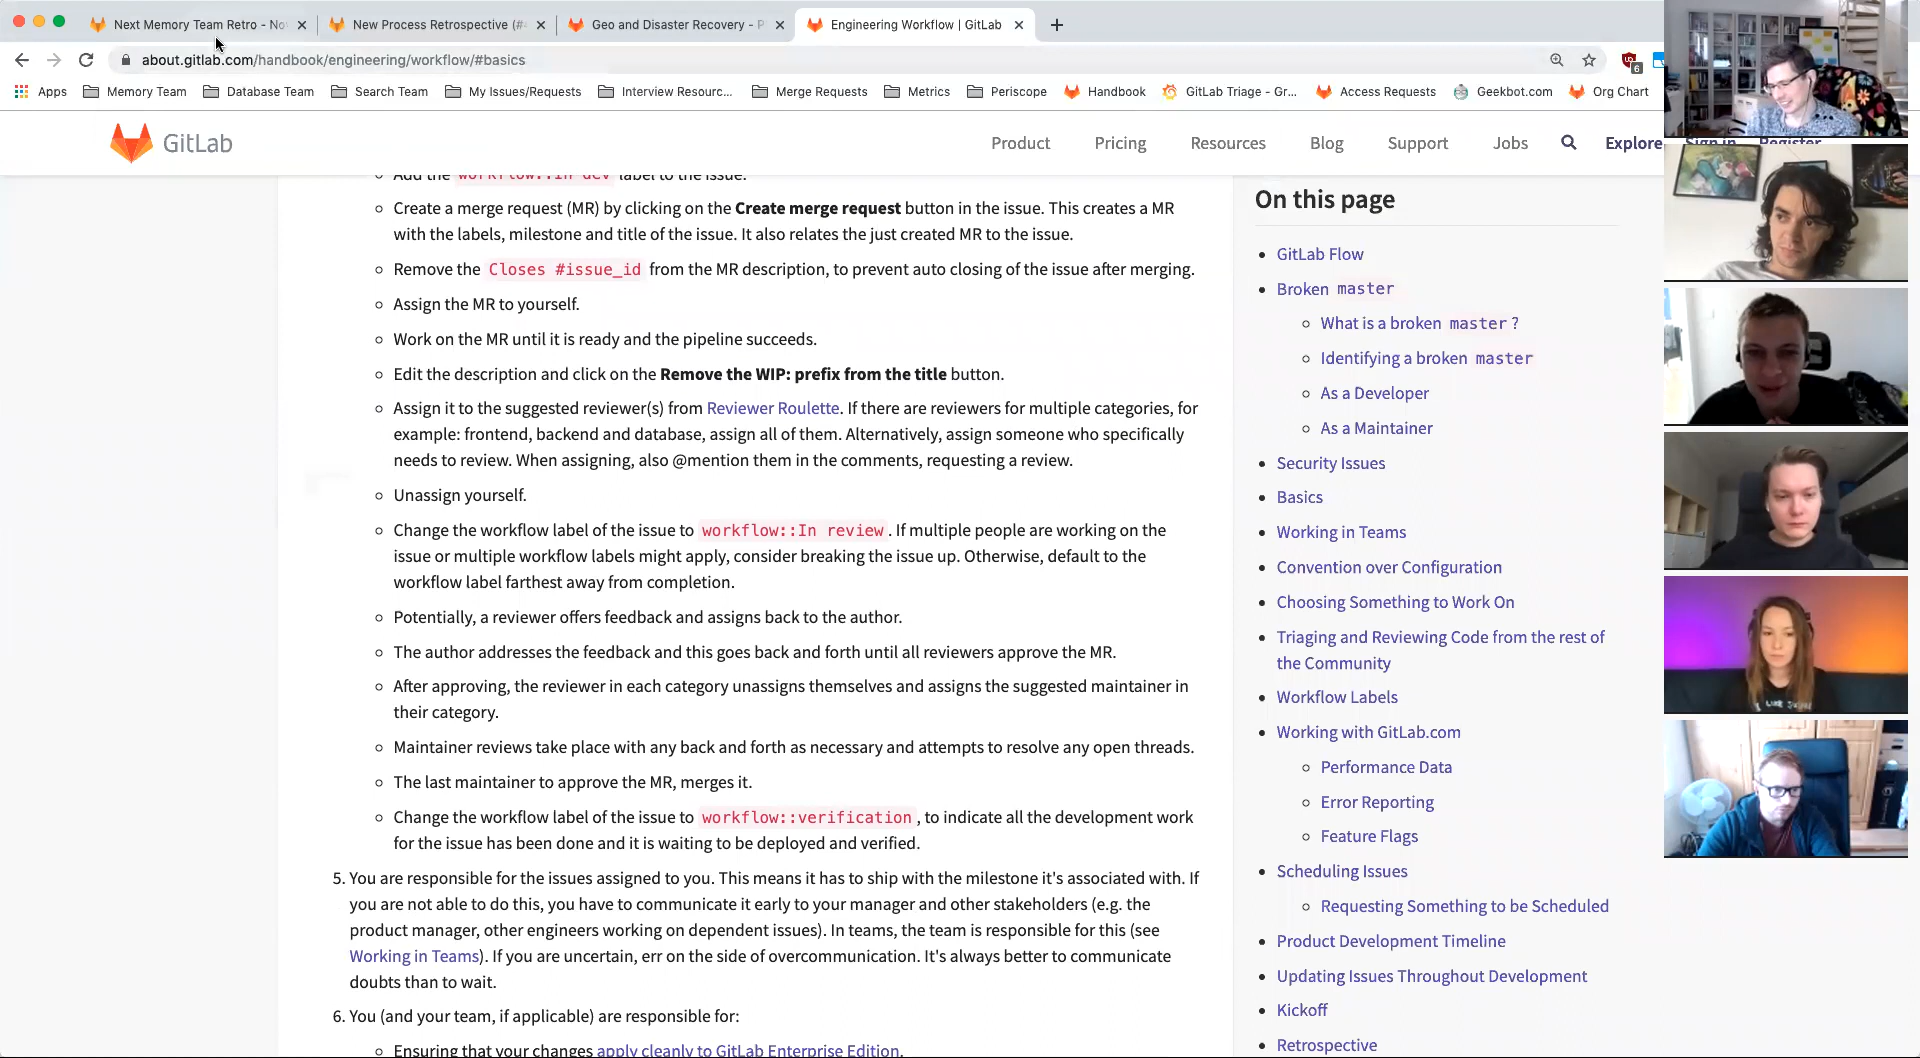 Next Memory Team Retro - No
New Process Retrospective (#
Geo and Disaster Recovery - P
Engineering Workflow | GitLab
about.gitlab.com/handbook/engineering/workflow/#basics
6
Apps
Memory Team
Database Team
Search Team
My Issues/Requests
Interview Resourc...
Merge Requests
Metrics
Periscope
Handbook
GitLab Triage - Gr...
Access Requests
Geekbot.com
Org Chart
GitLab
Product
Pricing
Resources
Blog
Support
Jobs
Explore
Sign in
Register
Add the workflow::In dev label to the issue.
Create a merge request (MR) by clicking on the Create merge request button in the issue. This creates a MR
with the labels, milestone and title of the issue. It also relates the just created MR to the issue.
Remove the Closes #issue_id from the MR description, to prevent auto closing of the issue after merging.
Assign the MR to yourself.
Work on the MR until it is ready and the pipeline succeeds.
Edit the description and click on the Remove the WIP: prefix from the title button.
Assign it to the suggested reviewer(s) from Reviewer Roulette. If there are reviewers for multiple categories, for
example: frontend, backend and database, assign all of them. Alternatively, assign someone who specifically
needs to review. When assigning, also @mention them in the comments, requesting a review.
Unassign yourself.
Change the workflow label of the issue to workflow::In review. If multiple people are working on the
issue or multiple workflow labels might apply, consider breaking the issue up. Otherwise, default to the
workflow label farthest away from completion.
Potentially, a reviewer offers feedback and assigns back to the author.
The author addresses the feedback and this goes back and forth until all reviewers approve the MR.
After approving, the reviewer in each category unassigns themselves and assigns the suggested maintainer in
their category.
Maintainer reviews take place with any back and forth as necessary and attempts to resolve any open threads.
The last maintainer to approve the MR, merges it.
Change the workflow label of the issue to workflow::verification, to indicate all the development work
for the issue has been done and it is waiting to be deployed and verified.
5. You are responsible for the issues assigned to you. This means it has to ship with the milestone it's associated with. If
you are not able to do this, you have to communicate it early to your manager and other stakeholders (e.g. the
product manager, other engineers working on dependent issues). In teams, the team is responsible for this (see
Working in Teams). If you are uncertain, err on the side of overcommunication. It's always better to communicate
doubts than to wait.
6. You (and your team, if applicable) are responsible for:
Ensuring that your changes apply cleanly to GitLab Enterprise Edition.
On this page
GitLab Flow
Broken master
What is a broken master?
Identifying a broken master
As a Developer
As a Maintainer
Security Issues
Basics
Working in Teams
Convention over Configuration
Choosing Something to Work On
Triaging and Reviewing Code from the rest of
the Community
Workflow Labels
Working with GitLab.com
Performance Data
Error Reporting
Feature Flags
Scheduling Issues
Requesting Something to be Scheduled
Product Development Timeline
Updating Issues Throughout Development
Kickoff
Retrospective